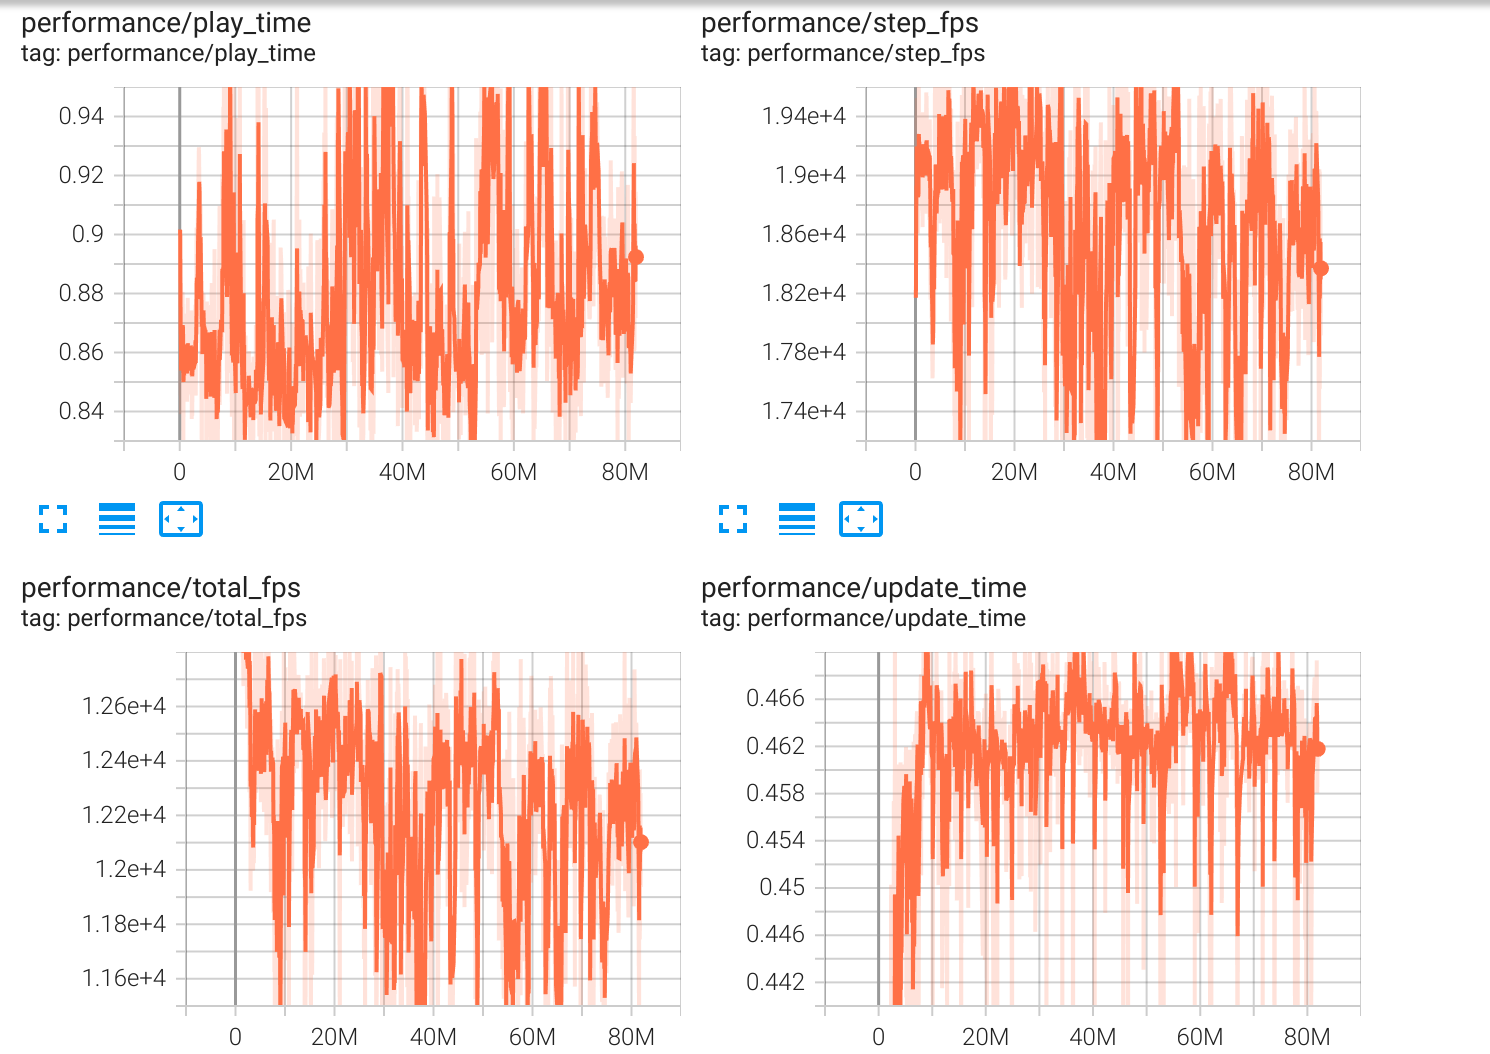 performance/play_time
tag: performance/play_time
0.94
0.92
0.9
0.88
0.86
0.84
0 20M 40M 60M 80M
performance/step_fps
tag: performance/step_fps
1.94e+4
1.9e+4
1.86e+4
1.82e+4
1.78e+4
1.74e+4
0 20M 40M 60M 80M
performance/total_fps
tag: performance/total_fps
1.26e+4
1.24e+4
1.22e+4
1.2e+4
1.18e+4
1.16e+4
0 20M 40M 60M 80M
performance/update_time
tag: performance/update_time
0.466
0.462
0.458
0.454
0.45
0.446
0.442
0 20M 40M 60M 80M